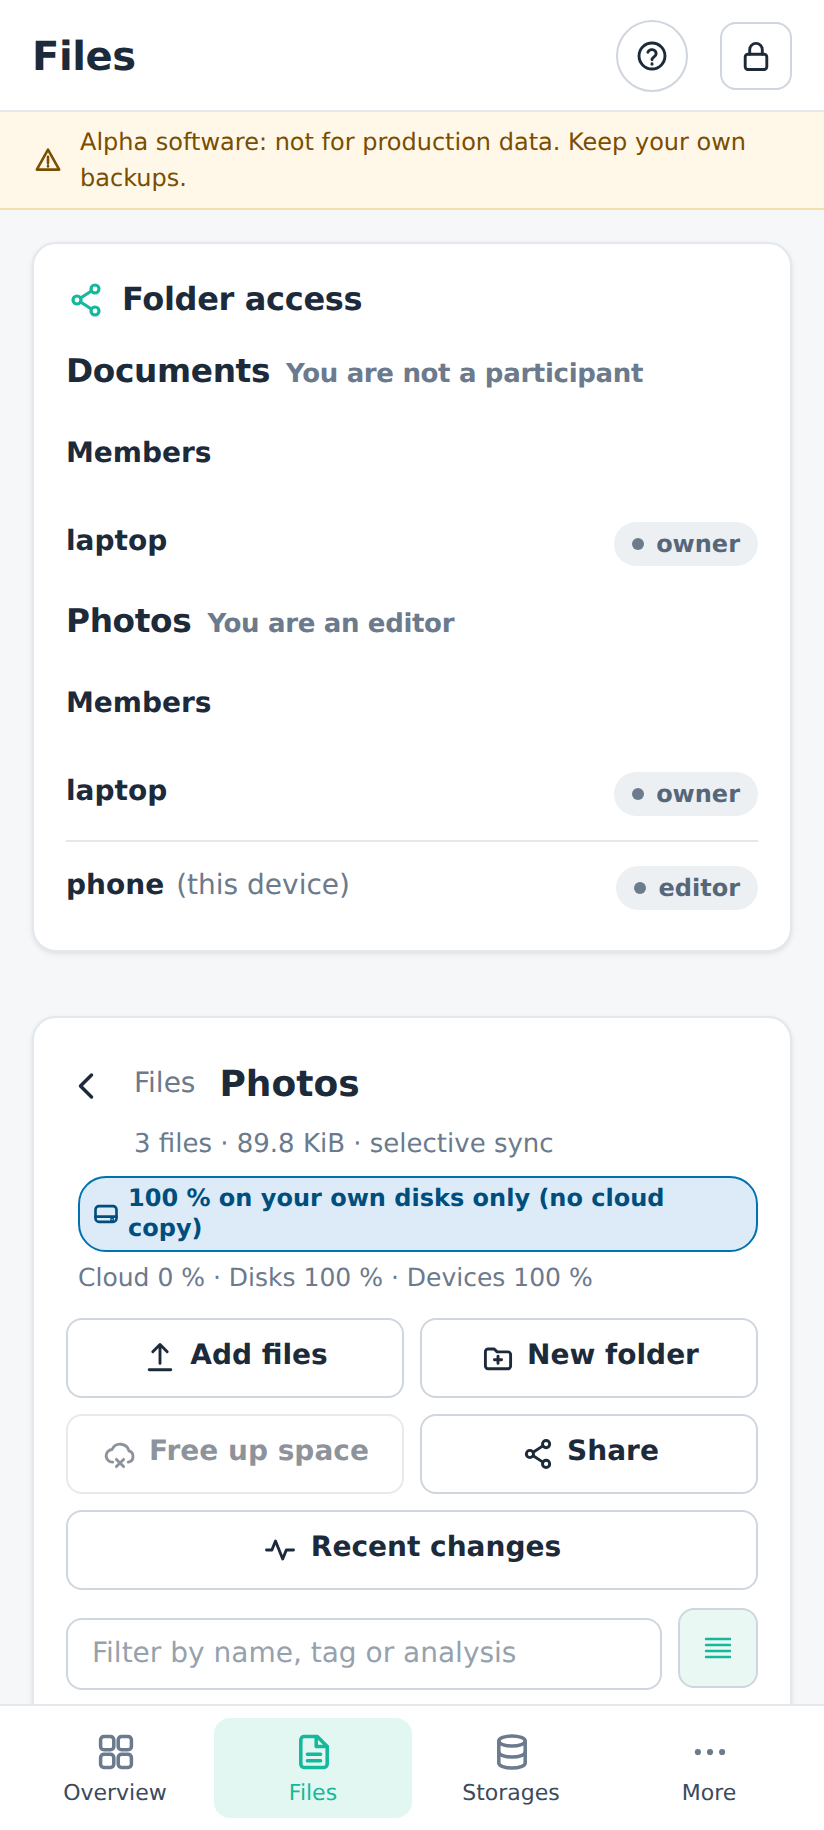 Files
Alpha software: not for production data. Keep your own
backups.
Folder access
Documents You are not a participant
Members
laptop owner
Photos You are an editor
Members
laptop owner
phone (this device) editor
Files Photos
3 files · 89.8 KiB · selective sync
100 % on your own disks only (no cloud
copy)
Cloud 0 % · Disks 100 % · Devices 100 %
Add files New folder
Free up space Share
Recent changes
Filter by name, tag or analysis
Overview Files Storages More